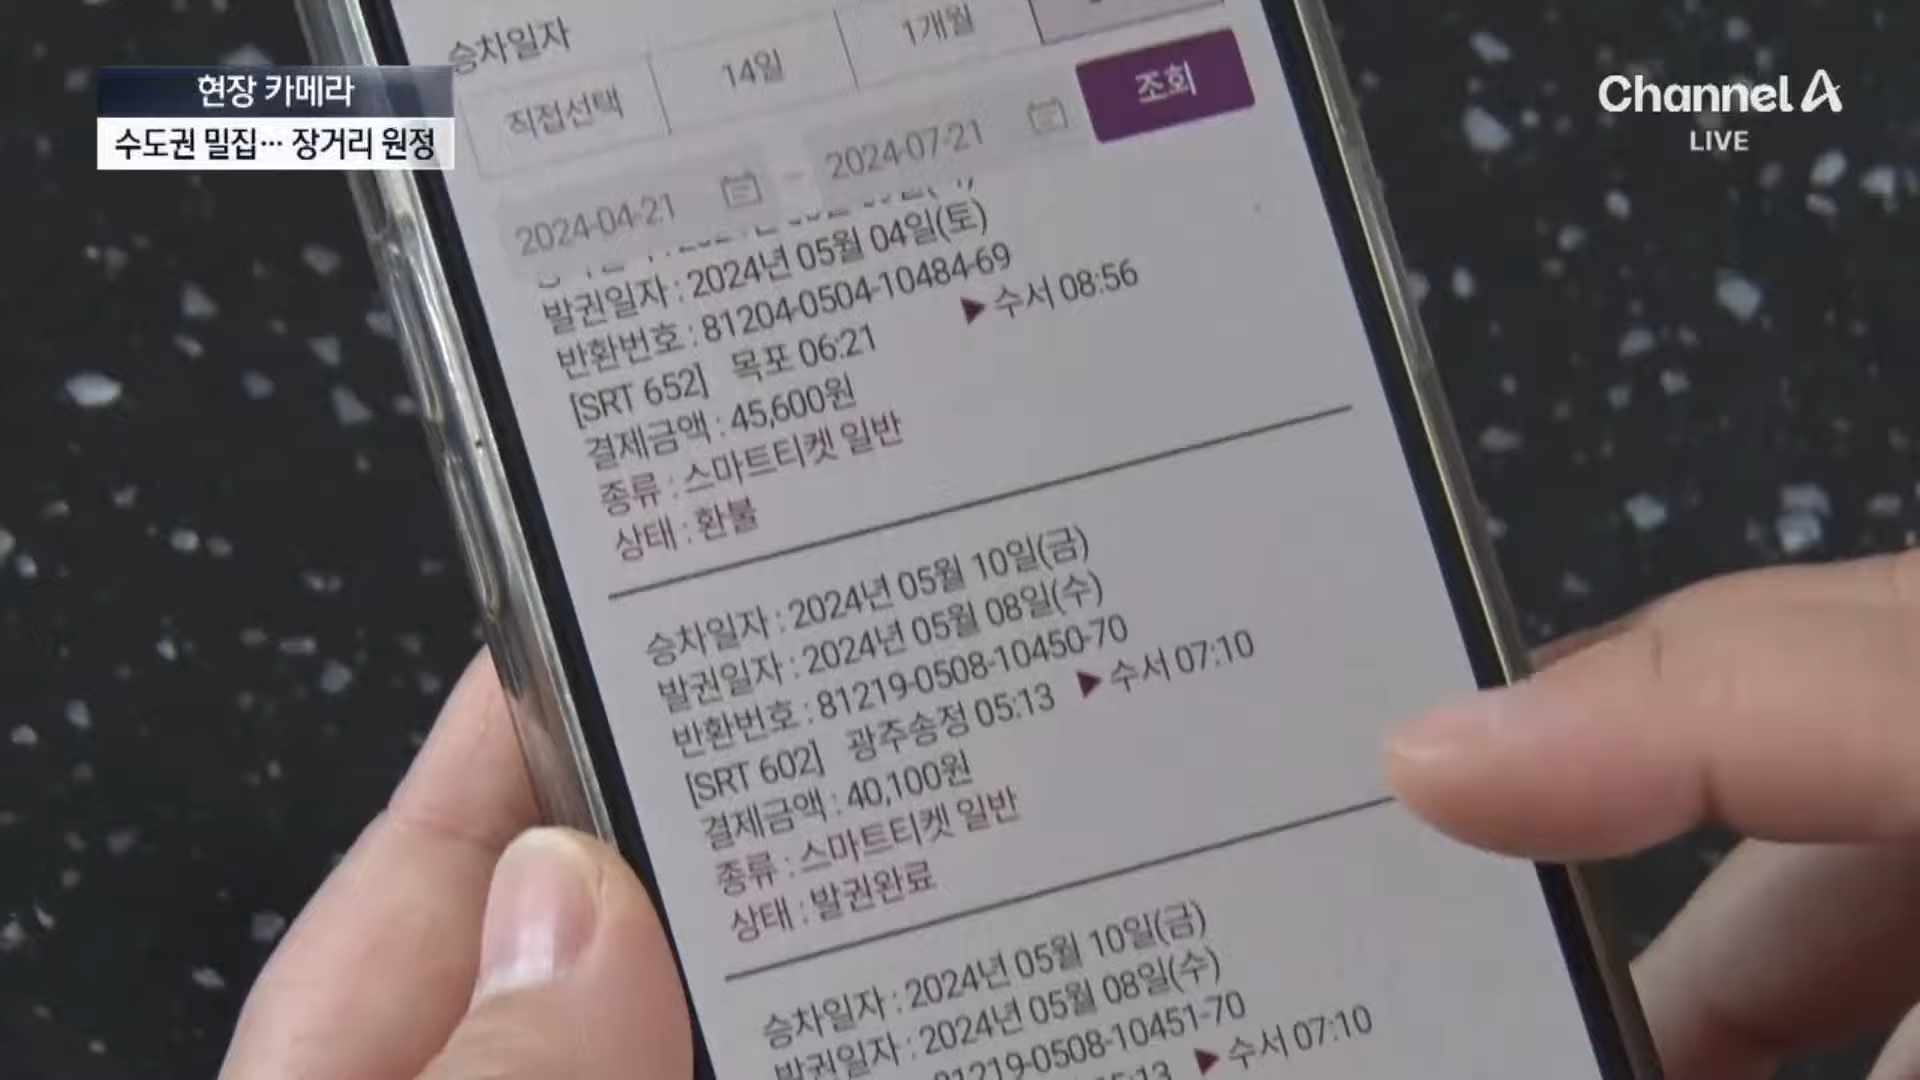 현장 카메라
수도권 밀집… 장거리 원정
Channel A
LIVE
승차일자
직접선택 14일 1개월
2024-04-21 - 2024-07-21 조회
발권일자 : 2024년 05월 04일(토)
반환번호 : 81204-0504-10484-69
[SRT 652] 목포 06:21 ▶ 수서 08:56
결제금액 : 45,600원
종류 : 스마트티켓 일반
상태 : 환불
승차일자 : 2024년 05월 10일(금)
발권일자 : 2024년 05월 08일(수)
반환번호 : 81219-0508-10450-70
[SRT 602] 광주송정 05:13 ▶ 수서 07:10
결제금액 : 40,100원
종류 : 스마트티켓 일반
상태 : 발권완료
승차일자 : 2024년 05월 10일(금)
발권일자 : 2024년 05월 08일(수)
81219-0508-10451-70
05:13 ▶ 수서 07:10